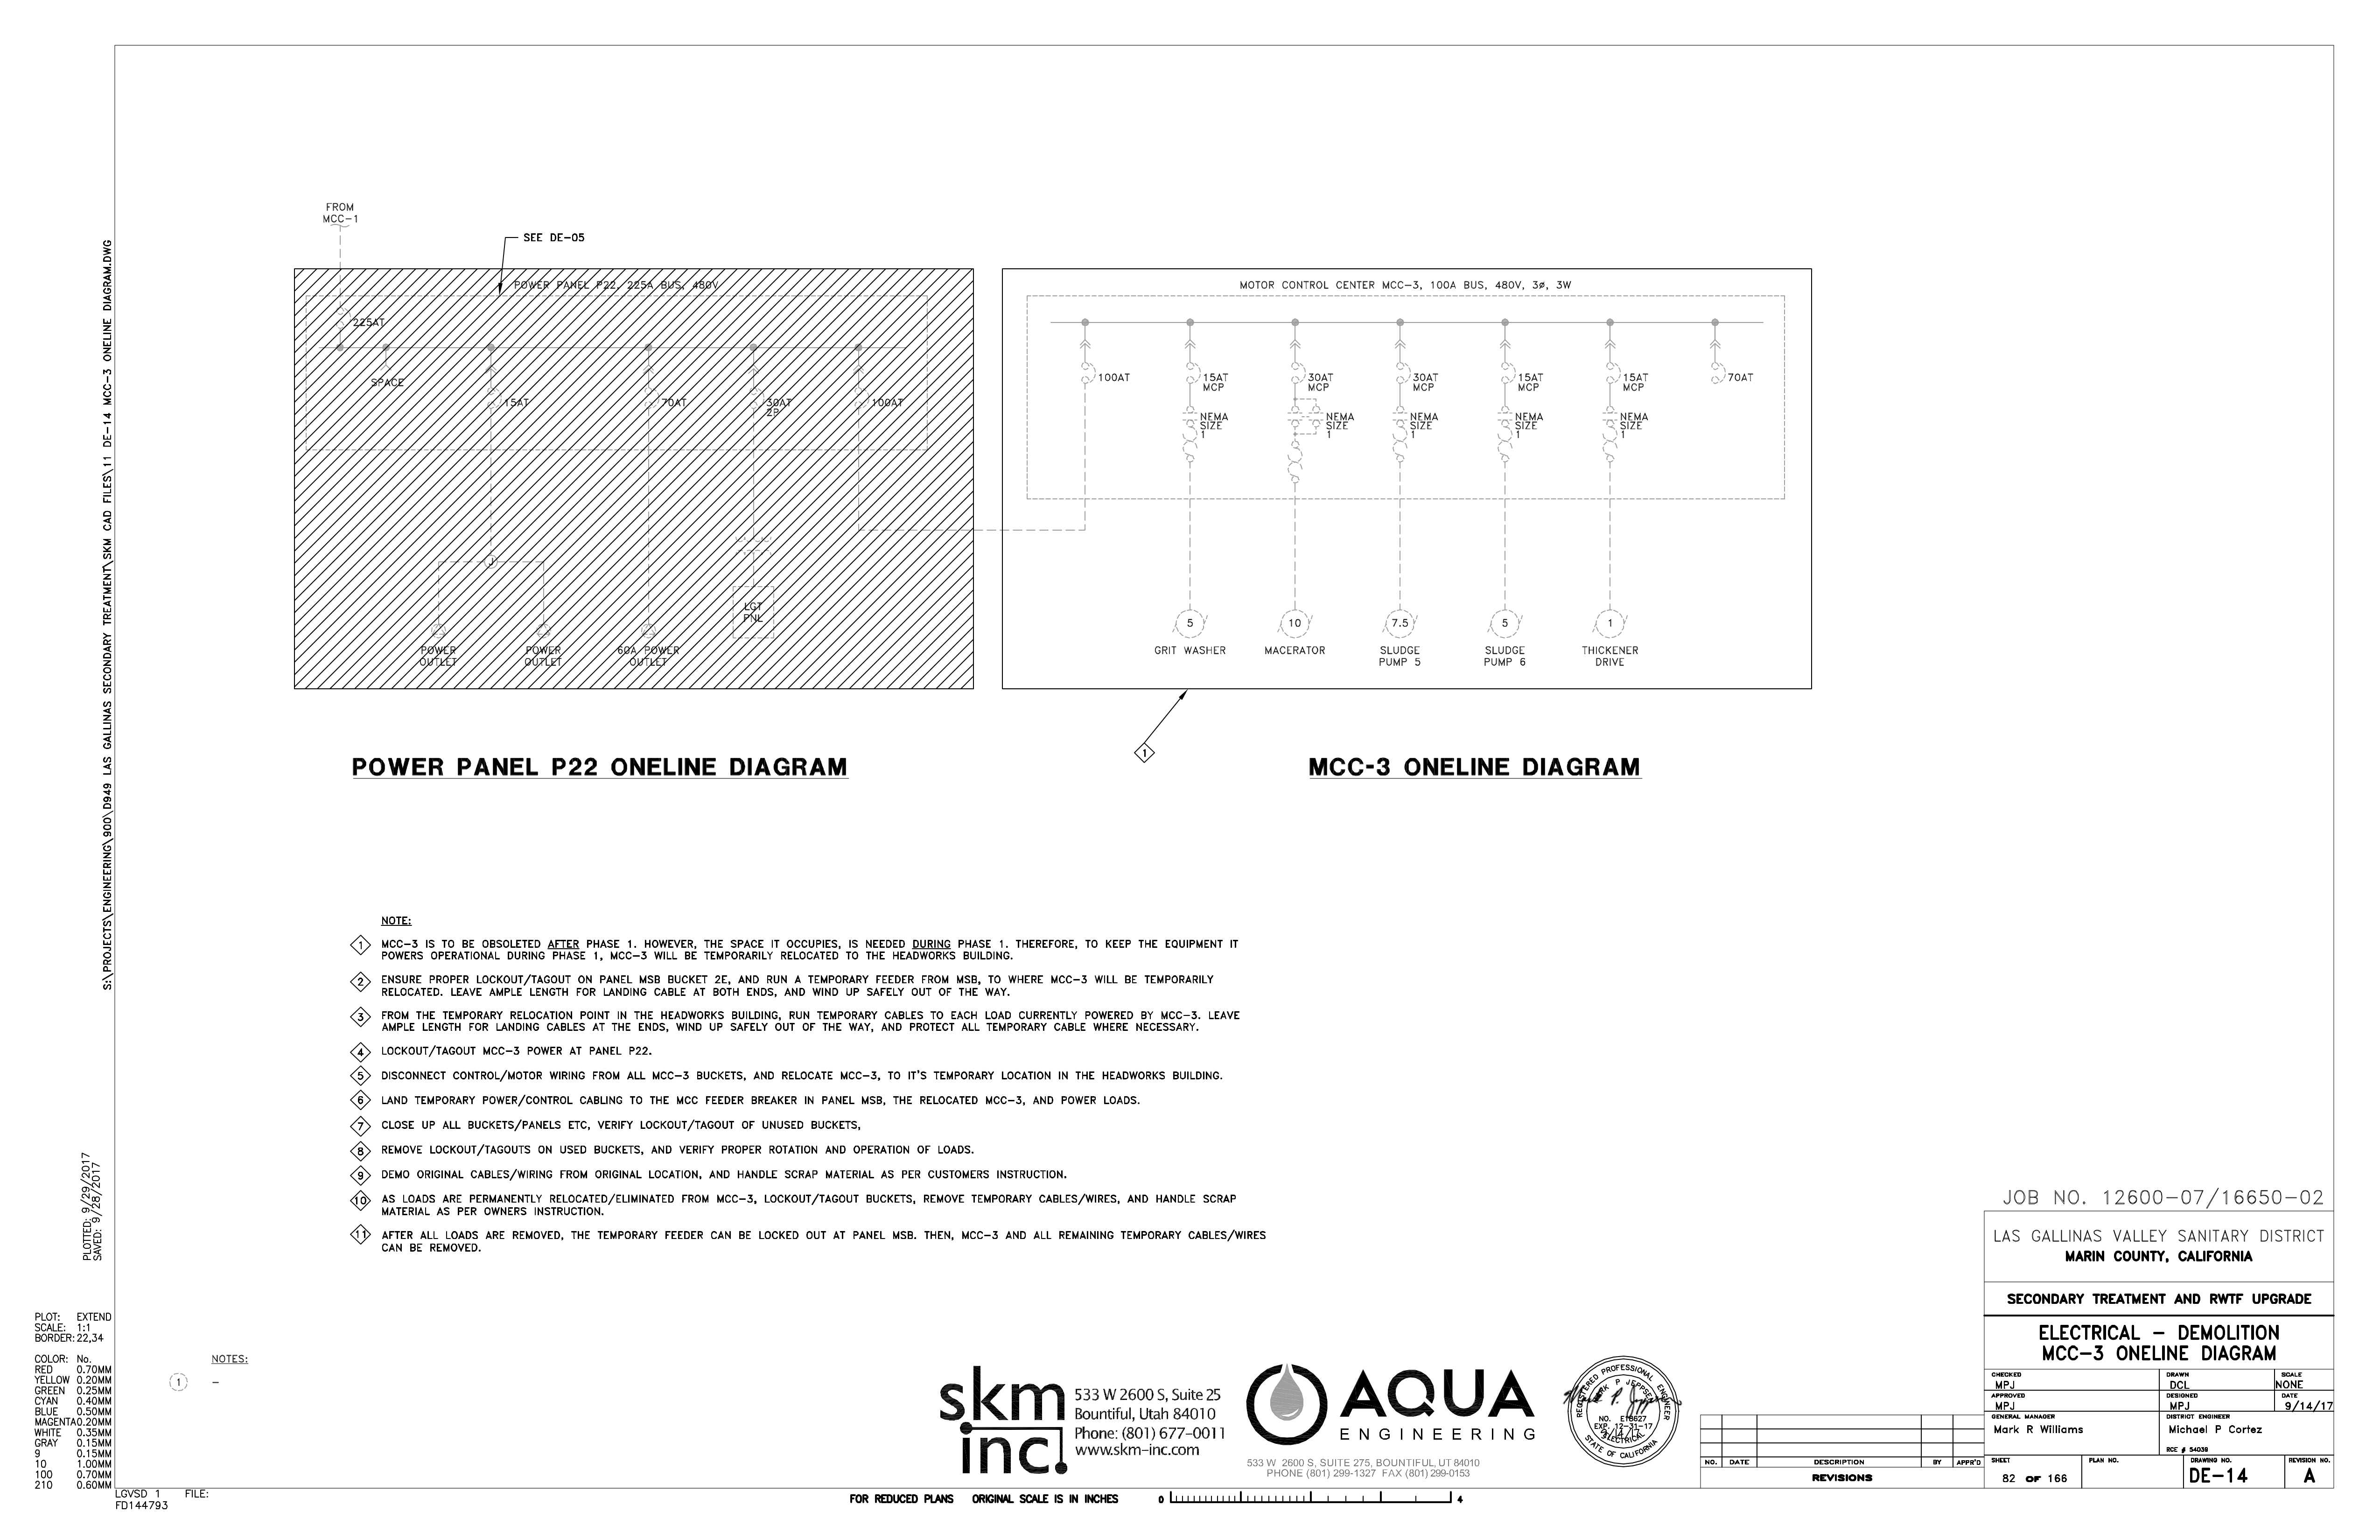 FROM
MCC-1
SEE DE-05
POWER PANEL P22, 225A BUS, 480V
225AT
SPACE
15AT
70AT
30AT
2P
100AT
J
LGT
PNL
POWER
OUTLET
POWER
OUTLET
60A POWER
OUTLET
POWER PANEL P22 ONELINE DIAGRAM
MOTOR CONTROL CENTER MCC-3, 100A BUS, 480V, 3ø, 3W
100AT
15AT
MCP
30AT
MCP
30AT
MCP
15AT
MCP
15AT
MCP
70AT
NEMA
SIZE
1
NEMA
SIZE
1
NEMA
SIZE
1
NEMA
SIZE
1
NEMA
SIZE
1
5
GRIT WASHER
10
MACERATOR
7.5
SLUDGE
PUMP 5
5
SLUDGE
PUMP 6
1
THICKENER
DRIVE
1
MCC-3 ONELINE DIAGRAM
NOTE:
1 MCC-3 IS TO BE OBSOLETED AFTER PHASE 1. HOWEVER, THE SPACE IT OCCUPIES, IS NEEDED DURING PHASE 1. THEREFORE, TO KEEP THE EQUIPMENT IT
POWERS OPERATIONAL DURING PHASE 1, MCC-3 WILL BE TEMPORARILY RELOCATED TO THE HEADWORKS BUILDING.
2 ENSURE PROPER LOCKOUT/TAGOUT ON PANEL MSB BUCKET 2E, AND RUN A TEMPORARY FEEDER FROM MSB, TO WHERE MCC-3 WILL BE TEMPORARILY
RELOCATED. LEAVE AMPLE LENGTH FOR LANDING CABLE AT BOTH ENDS, AND WIND UP SAFELY OUT OF THE WAY.
3 FROM THE TEMPORARY RELOCATION POINT IN THE HEADWORKS BUILDING, RUN TEMPORARY CABLES TO EACH LOAD CURRENTLY POWERED BY MCC-3. LEAVE
AMPLE LENGTH FOR LANDING CABLES AT THE ENDS, WIND UP SAFELY OUT OF THE WAY, AND PROTECT ALL TEMPORARY CABLE WHERE NECESSARY.
4 LOCKOUT/TAGOUT MCC-3 POWER AT PANEL P22.
5 DISCONNECT CONTROL/MOTOR WIRING FROM ALL MCC-3 BUCKETS, AND RELOCATE MCC-3, TO IT'S TEMPORARY LOCATION IN THE HEADWORKS BUILDING.
6 LAND TEMPORARY POWER/CONTROL CABLING TO THE MCC FEEDER BREAKER IN PANEL MSB, THE RELOCATED MCC-3, AND POWER LOADS.
7 CLOSE UP ALL BUCKETS/PANELS ETC, VERIFY LOCKOUT/TAGOUT OF UNUSED BUCKETS,
8 REMOVE LOCKOUT/TAGOUTS ON USED BUCKETS, AND VERIFY PROPER ROTATION AND OPERATION OF LOADS.
9 DEMO ORIGINAL CABLES/WIRING FROM ORIGINAL LOCATION, AND HANDLE SCRAP MATERIAL AS PER CUSTOMERS INSTRUCTION.
10 AS LOADS ARE PERMANENTLY RELOCATED/ELIMINATED FROM MCC-3, LOCKOUT/TAGOUT BUCKETS, REMOVE TEMPORARY CABLES/WIRES, AND HANDLE SCRAP
MATERIAL AS PER OWNERS INSTRUCTION.
11 AFTER ALL LOADS ARE REMOVED, THE TEMPORARY FEEDER CAN BE LOCKED OUT AT PANEL MSB. THEN, MCC-3 AND ALL REMAINING TEMPORARY CABLES/WIRES
CAN BE REMOVED.
S:\PROJECTS\ENGINEERING\900\D949 LAS GALLINAS SECONDARY TREATMENT\SKM CAD FILES\11 DE-14 MCC-3 ONELINE DIAGRAM.DWG
PLOTTED: 9/29/2017
SAVED: 9/28/2017
PLOT: EXTEND
SCALE: 1:1
BORDER: 22,34
COLOR: No.
RED 0.70MM
YELLOW 0.20MM
GREEN 0.25MM
CYAN 0.40MM
BLUE 0.50MM
MAGENTA 0.20MM
WHITE 0.35MM
GRAY 0.15MM
9 0.15MM
10 1.00MM
100 0.70MM
210 0.60MM
LGVSD 1 FILE:
FD144793
NOTES:
1 -
skm
inc.
533 W 2600 S, Suite 25
Bountiful, Utah 84010
Phone: (801) 677-0011
www.skm-inc.com
AQUA
ENGINEERING
533 W 2600 S, SUITE 275, BOUNTIFUL, UT 84010
PHONE (801) 299-1327 FAX (801) 299-0153
REGISTERED PROFESSIONAL ENGINEER
MARK P JEPPSEN
NO. E18627
EXP. 12-31-17
ELECTRICAL
STATE OF CALIFORNIA
FOR REDUCED PLANS ORIGINAL SCALE IS IN INCHES 0 4
NO. DATE DESCRIPTION BY APPR'D
REVISIONS
JOB NO. 12600-07/16650-02
LAS GALLINAS VALLEY SANITARY DISTRICT
MARIN COUNTY, CALIFORNIA
SECONDARY TREATMENT AND RWTF UPGRADE
ELECTRICAL - DEMOLITION
MCC-3 ONELINE DIAGRAM
CHECKED MPJ
DRAWN DCL
SCALE NONE
APPROVED MPJ
DESIGNED MPJ
DATE 9/14/17
GENERAL MANAGER
Mark R Williams
DISTRICT ENGINEER
Michael P Cortez
RCE # 54038
SHEET 82 OF 166
PLAN NO.
DRAWING NO. DE-14
REVISION NO. A